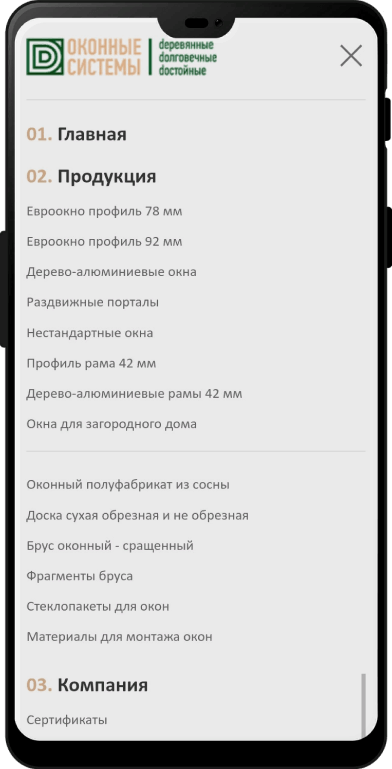 ОКОННЫЕ
СИСТЕМЫ
деревянные
долговечные
достойные
01. Главная
02. Продукция
Евроокно профиль 78 мм
Евроокно профиль 92 мм
Дерево-алюминиевые окна
Раздвижные порталы
Нестандартные окна
Профиль рама 42 мм
Дерево-алюминиевые рамы 42 мм
Окна для загородного дома
Оконный полуфабрикат из сосны
Доска сухая обрезная и не обрезная
Брус оконный - сращенный
Фрагменты бруса
Стеклопакеты для окон
Материалы для монтажа окон
03. Компания
Сертификаты